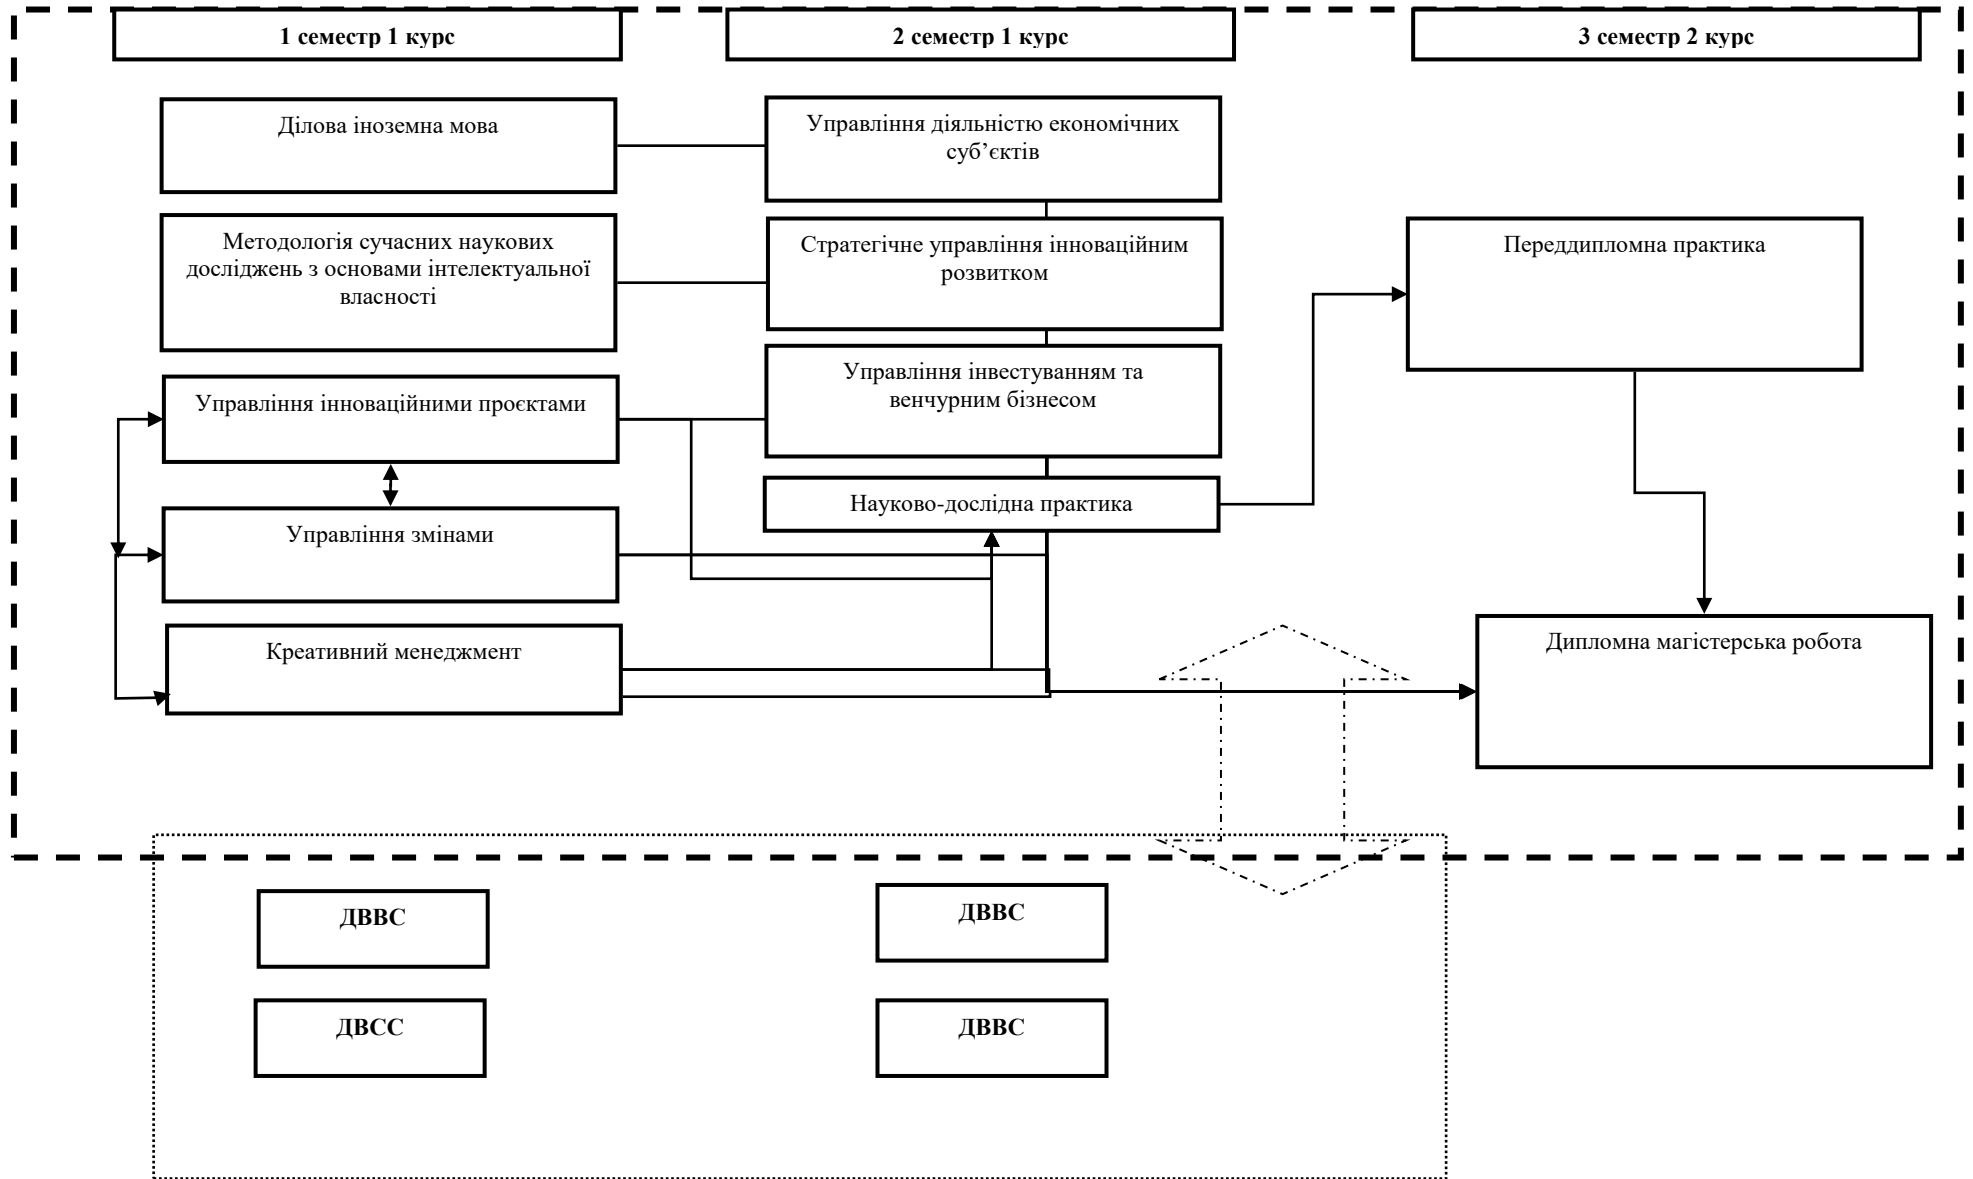 1 семестр 1 курс
2 семестр 1 курс
3 семестр 2 курс
Ділова іноземна мова
Управління діяльністю економічних
суб’єктів
Методологія сучасних наукових
досліджень з основами інтелектуальної
власності
Стратегічне управління інноваційним
розвитком
Переддипломна практика
Управління інноваційними проєктами
Управління інвестуванням та
венчурним бізнесом
Науково-дослідна практика
Управління змінами
Креативний менеджмент
Дипломна магістерська робота
ДВВС
ДВВС
ДВСС
ДВВС